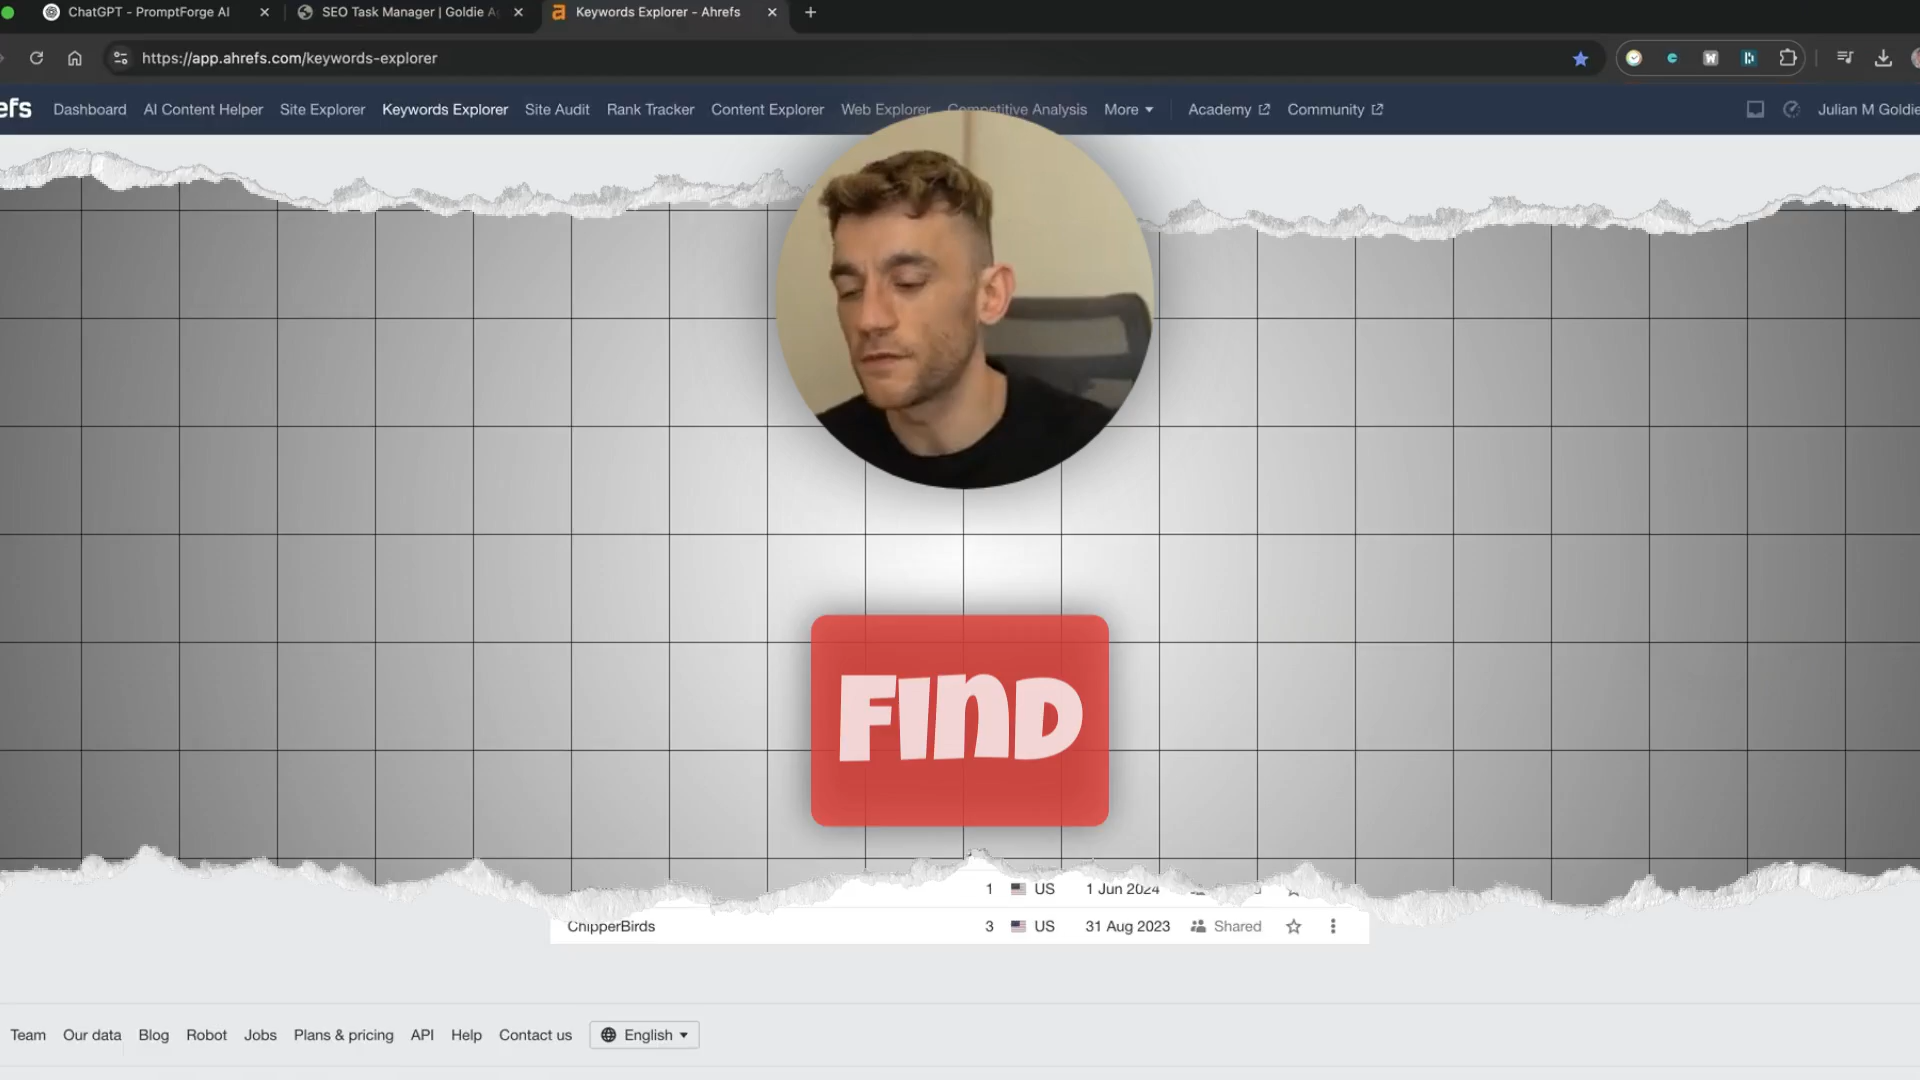 ChatGPT - PromptForge AI
SEO Task Manager | Goldie A
Keywords Explorer - Ahrefs
https://app.ahrefs.com/keywords-explorer
efs Dashboard AI Content Helper Site Explorer Keywords Explorer Site Audit Rank Tracker Content Explorer Web Explorer Competitive Analysis More Academy Community Julian M Goldie
FIND
1 US 1 Jun 2024
ChipperBirds 3 US 31 Aug 2023 Shared
Team Our data Blog Robot Jobs Plans & pricing API Help Contact us English